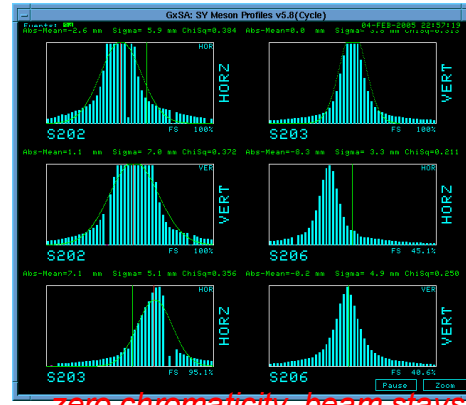 GxSA: SY Meson Profiles v5.8(Cycle)
04-FEB-2005 22:57:19
Abs-Mean=-2.6 mm Sigma= 5.9 mm ChiSq=0.384
Abs-Mean=0.0 mm Sigma=
HOR
HORZ
S202
FS 100%
VERT
S203
FS 100%
Abs-Mean=1.1 mm Sigma= 7.0 mm ChiSq=0.372
Abs-Mean=-8.3 mm Sigma= 3.3 mm ChiSq=0.211
VER
VERT
S202
FS 100%
HOR
HORZ
S206
FS 45.1%
Abs-Mean=7.1 mm Sigma= 5.1 mm ChiSq=0.356
Abs-Mean=-0.2 mm Sigma= 4.9 mm ChiSq=0.250
HOR
HORZ
S203
FS 95.1%
VER
VERT
S206
FS 40.6%
Pause Zoom
zero chromaticity, beam stays